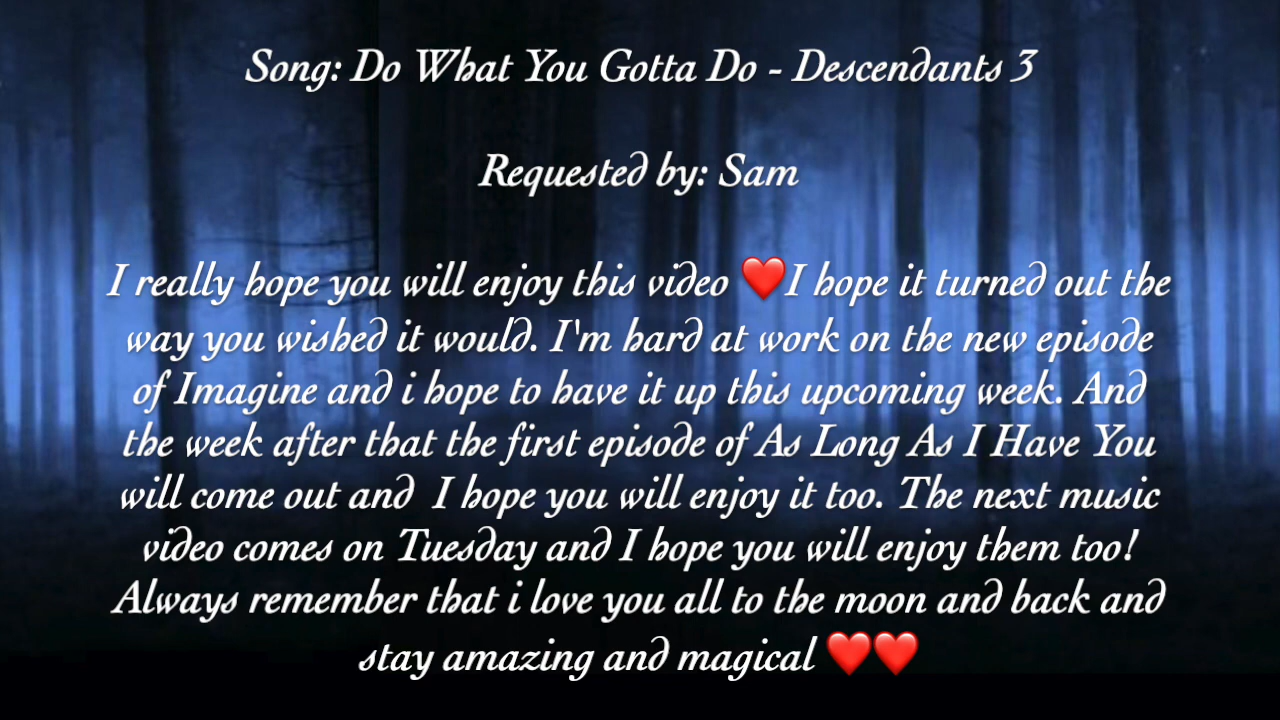 Song: Do What You Gotta Do - Descendants 3
Requested by: Sam
I really hope you will enjoy this video ❤️I hope it turned out the
way you wished it would. I'm hard at work on the new episode
of Imagine and i hope to have it up this upcoming week. And
the week after that the first episode of As Long As I Have You
will come out and  I hope you will enjoy it too. The next music
video comes on Tuesday and I hope you will enjoy them too!
Always remember that i love you all to the moon and back and
stay amazing and magical ❤️❤️